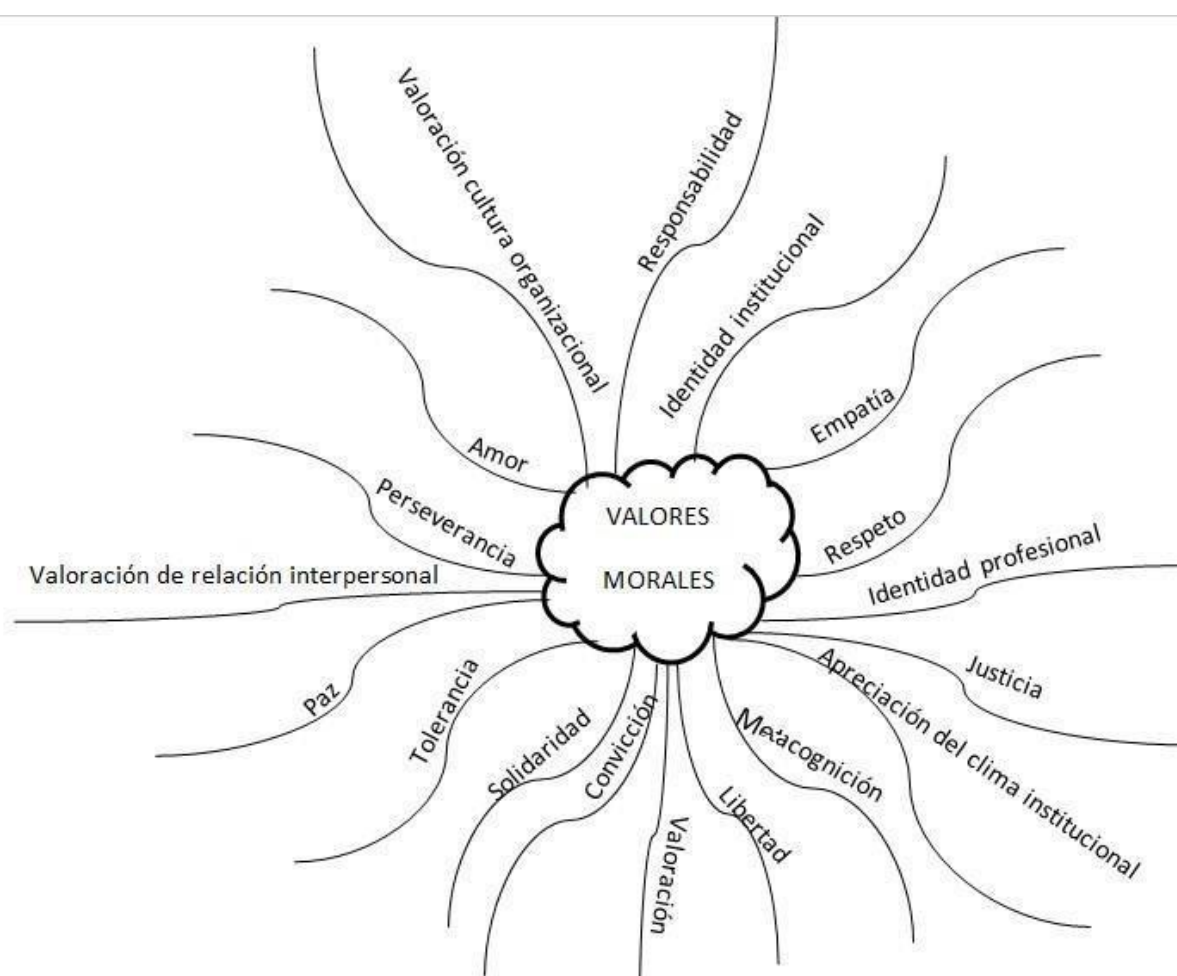 Valoración cultura organizacional
Responsabilidad
Identidad institucional
Empatía
Amor
Perseverancia
VALORES
MORALES
Respeto
Identidad profesional
Valoración de relación interpersonal
Justicia
Apreciación del clima institucional
Paz
Tolerancia
Solidaridad
Convicción
Valoración
Libertad
Metacognición